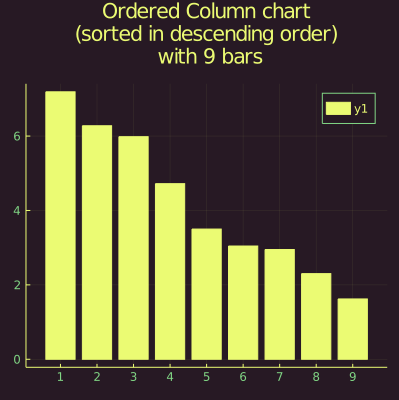 Ordered Column chart
(sorted in descending order)
with 9 bars
y1
6
4
2
0
1 2 3 4 5 6 7 8 9